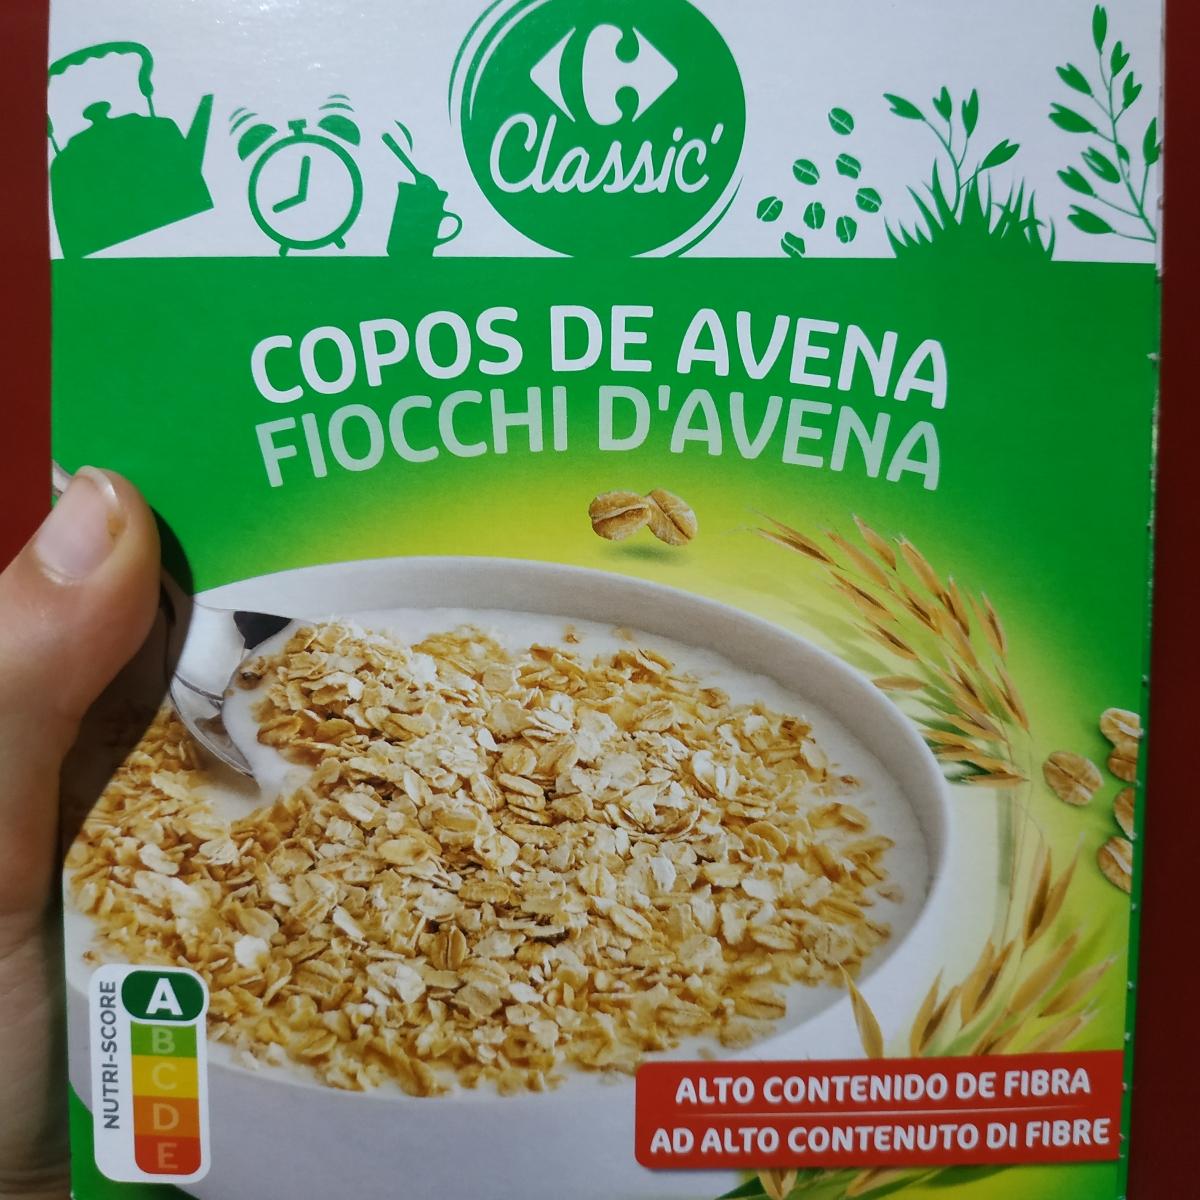 Classic'
COPOS DE AVENA
FIOCCHI D'AVENA
NUTRI-SCORE
A
B
C
D
E
ALTO CONTENIDO DE FIBRA
AD ALTO CONTENUTO DI FIBRE